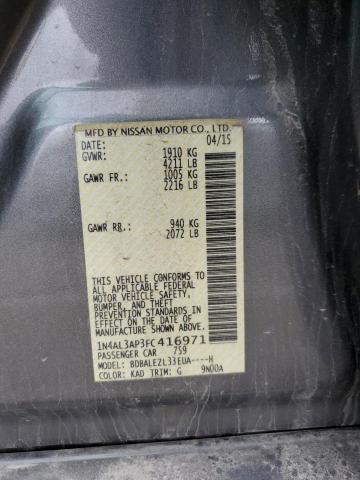 MFD BY NISSAN MOTOR CO., LTD.
DATE: 04/15
GVWR: 1910 KG
4211 LB
GAWR FR: 1005 KG
2216 LB
GAWR RR: 940 KG
2072 LB
THIS VEHICLE CONFORMS TO
ALL APPLICABLE FEDERAL
MOTOR VEHICLE SAFETY,
BUMPER, AND THEFT
PREVENTION STANDARDS
IN EFFECT ON THE DATE OF
MANUFACTURE SHOWN ABOVE.
1N4AL3AP3FC416971
PASSENGER CAR 759
MODEL: BDBALEZL33EUA----H
COLOR: KAD TRIM: G 9N00A